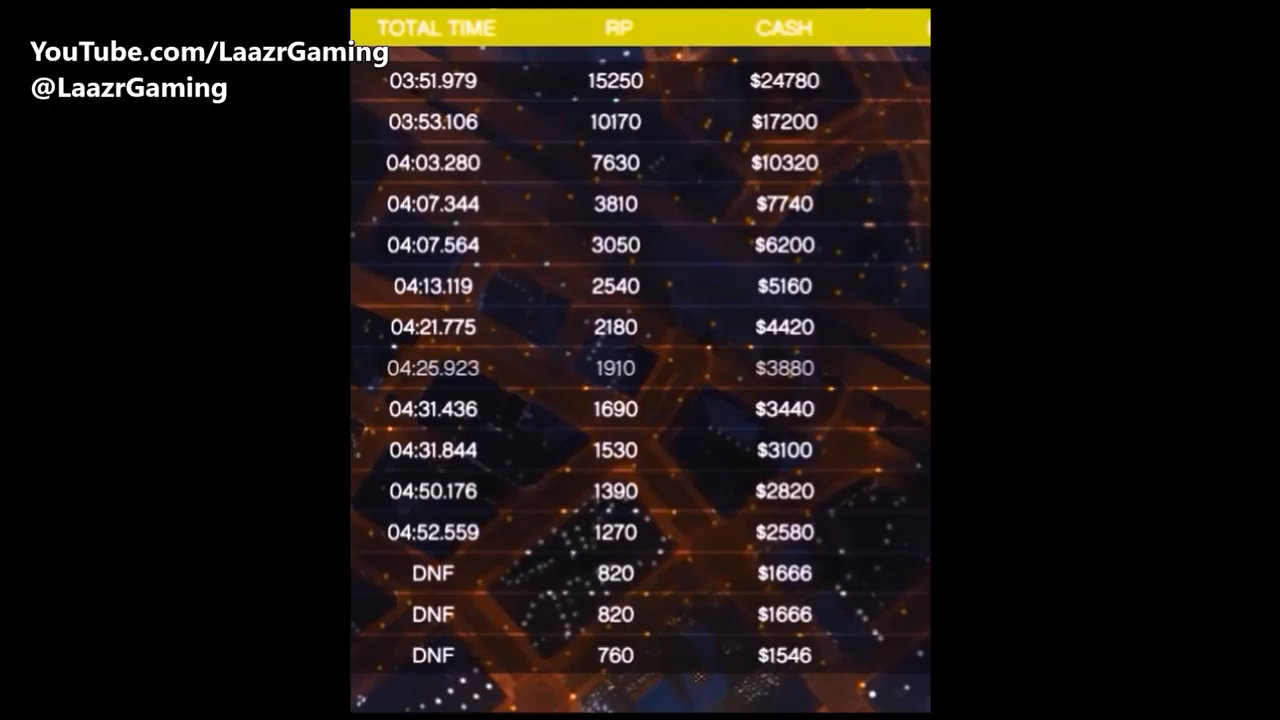 YouTube.com/LaazrGaming
@LaazrGaming
TOTAL TIME RP CASH
03:51.979 15250 $24780
03:53.106 10170 $17200
04:03.280 7630 $10320
04:07.344 3810 $7740
04:07.564 3050 $6200
04:13.119 2540 $5160
04:21.775 2180 $4420
04:25.923 1910 $3880
04:31.436 1690 $3440
04:31.844 1530 $3100
04:50.176 1390 $2820
04:52.559 1270 $2580
DNF 820 $1666
DNF 820 $1666
DNF 760 $1546